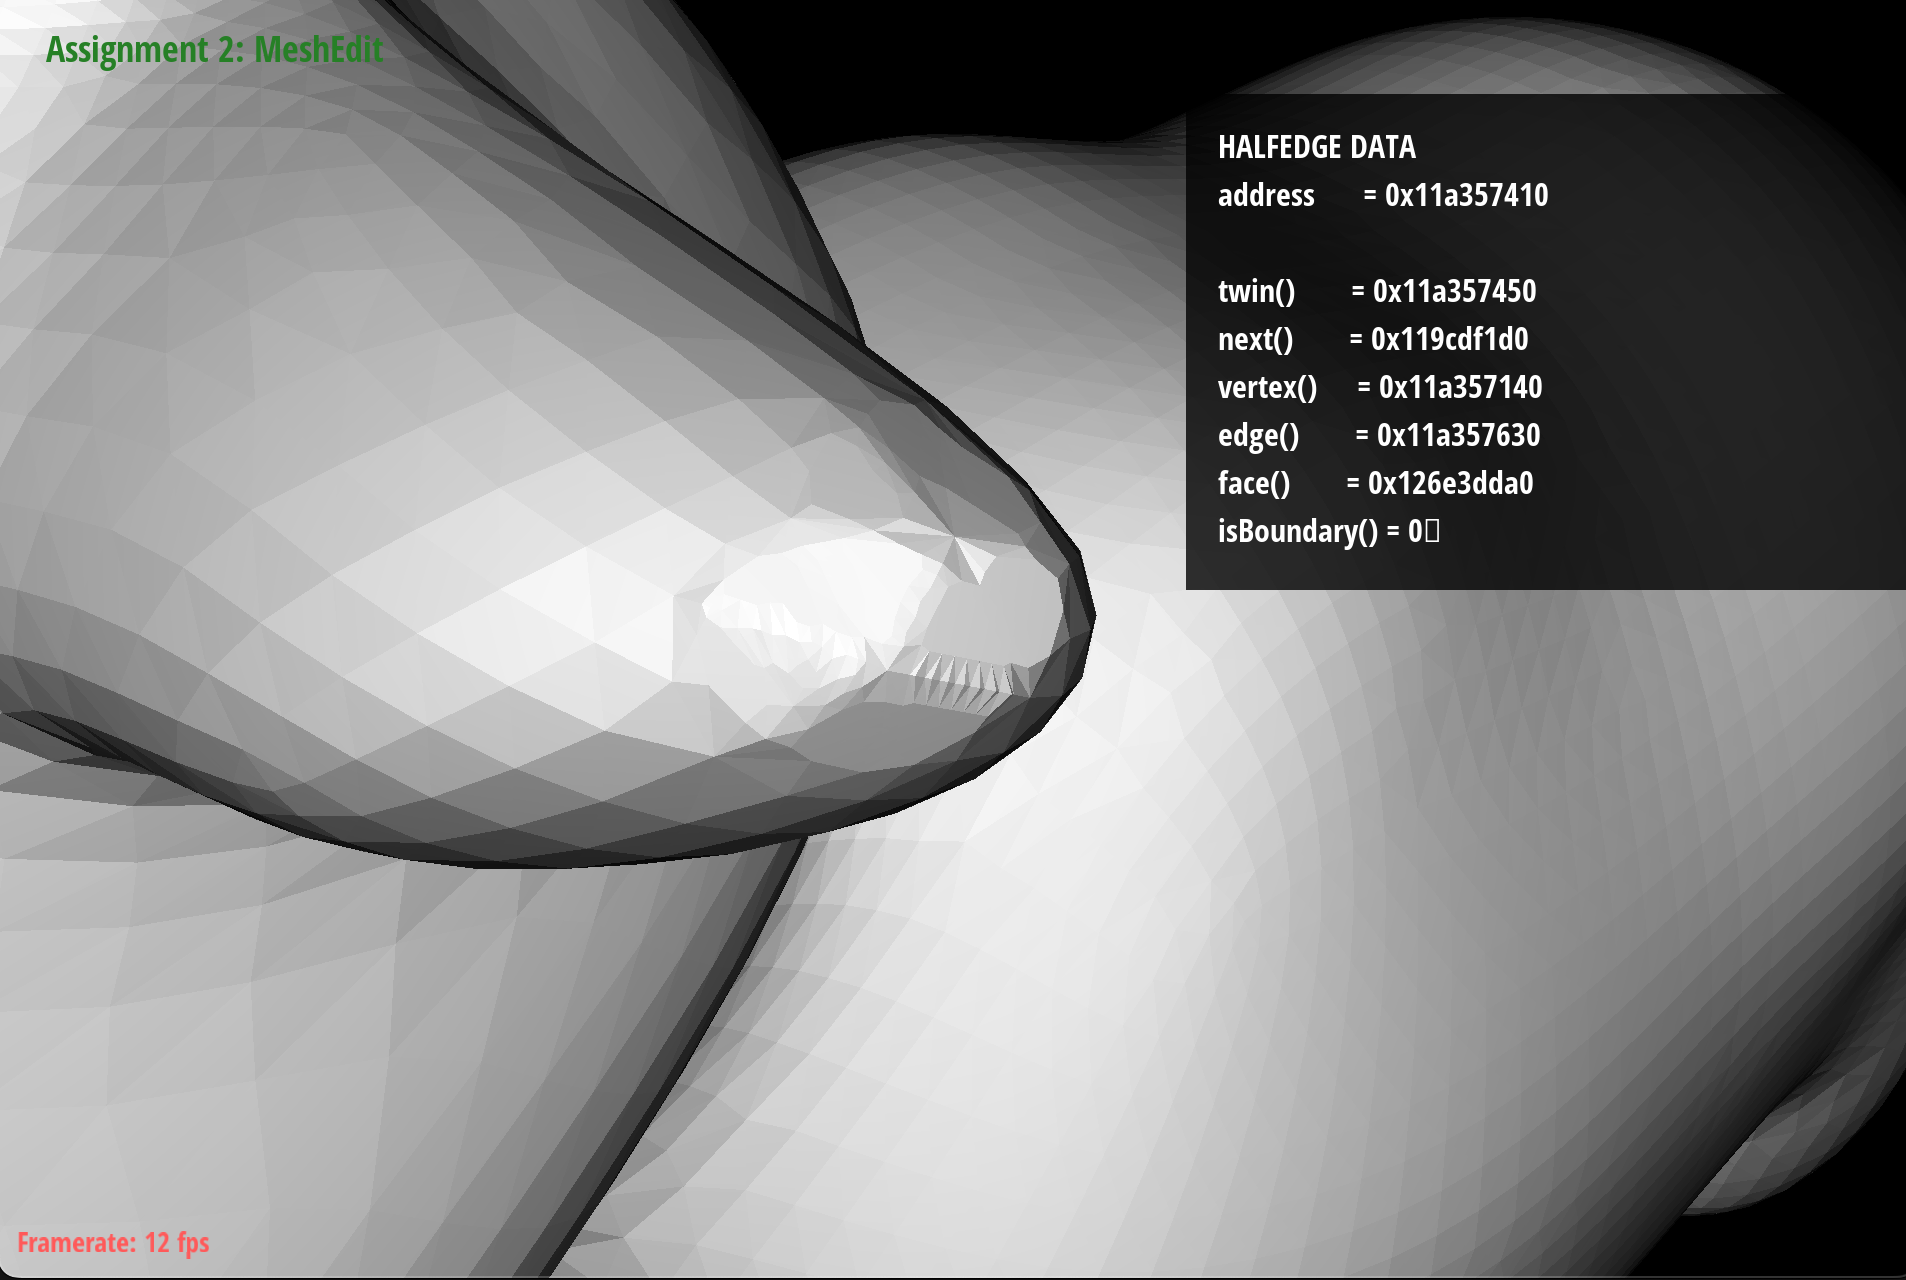 Assignment 2: MeshEdit
HALFEDGE DATA
address = 0x11a357410
twin() = 0x11a357450
next() = 0x119cdf1d0
vertex() = 0x11a357140
edge() = 0x11a357630
face() = 0x126e3dda0
isBoundary() = 0
Framerate: 12 fps